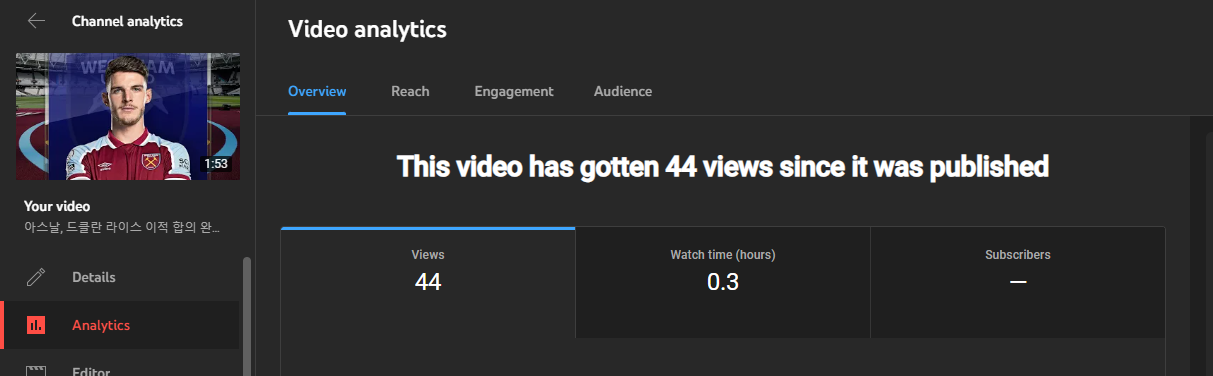 Channel analytics
WEST HAM
1:53
Your video
아스날, 드클란 라이스 이적 합의 완...
Details
Analytics
Editor
Video analytics
Overview Reach Engagement Audience
This video has gotten 44 views since it was published
Views Watch time (hours) Subscribers
44 0.3 —